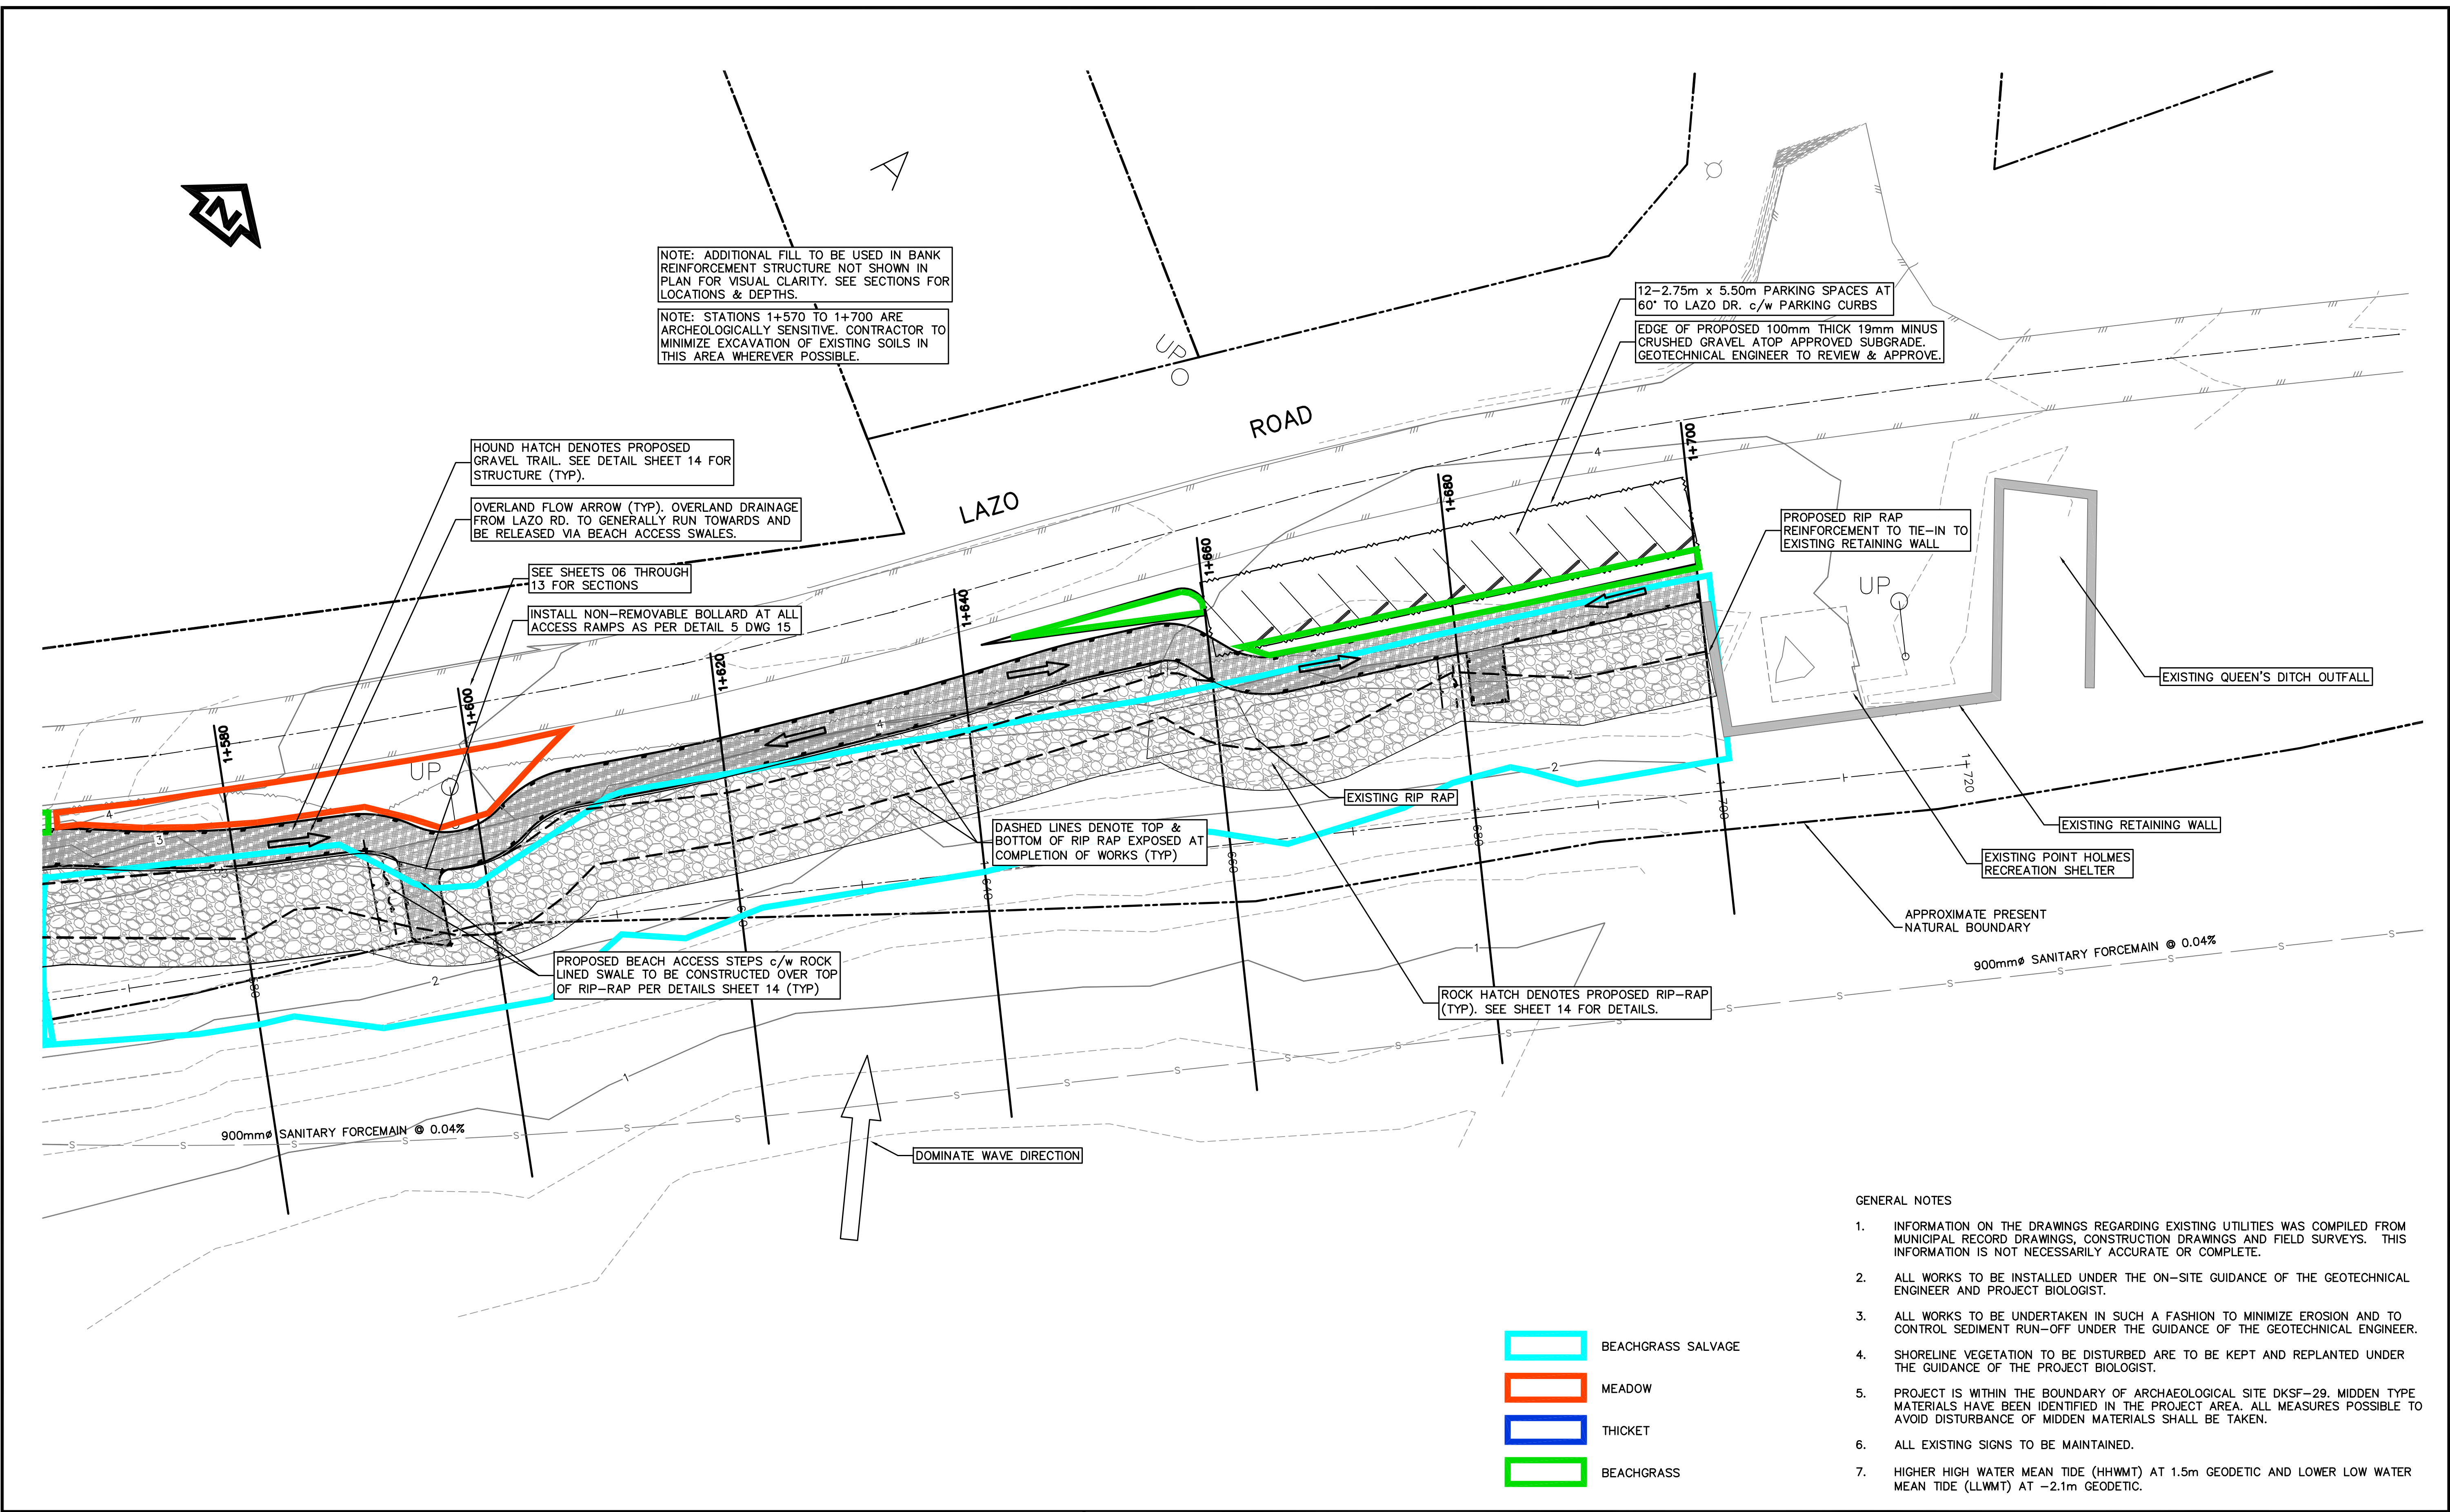 N
A
NOTE: ADDITIONAL FILL TO BE USED IN BANK
REINFORCEMENT STRUCTURE NOT SHOWN IN
PLAN FOR VISUAL CLARITY. SEE SECTIONS FOR
LOCATIONS & DEPTHS.
NOTE: STATIONS 1+570 TO 1+700 ARE
ARCHEOLOGICALLY SENSITIVE. CONTRACTOR TO
MINIMIZE EXCAVATION OF EXISTING SOILS IN
THIS AREA WHEREVER POSSIBLE.
12-2.75m x 5.50m PARKING SPACES AT
60° TO LAZO DR. c/w PARKING CURBS
EDGE OF PROPOSED 100mm THICK 19mm MINUS
CRUSHED GRAVEL ATOP APPROVED SUBGRADE.
GEOTECHNICAL ENGINEER TO REVIEW & APPROVE.
UP
LAZO
ROAD
HOUND HATCH DENOTES PROPOSED
GRAVEL TRAIL. SEE DETAIL SHEET 14 FOR
STRUCTURE (TYP).
OVERLAND FLOW ARROW (TYP). OVERLAND DRAINAGE
FROM LAZO RD. TO GENERALLY RUN TOWARDS AND
BE RELEASED VIA BEACH ACCESS SWALES.
SEE SHEETS 06 THROUGH
13 FOR SECTIONS
INSTALL NON-REMOVABLE BOLLARD AT ALL
ACCESS RAMPS AS PER DETAIL 5 DWG 15
PROPOSED RIP RAP
REINFORCEMENT TO TIE-IN TO
EXISTING RETAINING WALL
UP
EXISTING QUEEN'S DITCH OUTFALL
1+580
1+600
1+620
1+640
1+660
1+680
1+700
4
4
3
4
3
UP
EXISTING RIP RAP
DASHED LINES DENOTE TOP &
BOTTOM OF RIP RAP EXPOSED AT
COMPLETION OF WORKS (TYP)
2
1+720
EXISTING RETAINING WALL
EXISTING POINT HOLMES
RECREATION SHELTER
APPROXIMATE PRESENT
NATURAL BOUNDARY
PROPOSED BEACH ACCESS STEPS c/w ROCK
LINED SWALE TO BE CONSTRUCTED OVER TOP
OF RIP-RAP PER DETAILS SHEET 14 (TYP)
2
1
1
ROCK HATCH DENOTES PROPOSED RIP-RAP
(TYP). SEE SHEET 14 FOR DETAILS.
900mmø SANITARY FORCEMAIN @ 0.04%
S S S S S S S S S S S S S S S S S S S S S S
900mmø SANITARY FORCEMAIN @ 0.04%
DOMINATE WAVE DIRECTION
BEACHGRASS SALVAGE
MEADOW
THICKET
BEACHGRASS
GENERAL NOTES
1. INFORMATION ON THE DRAWINGS REGARDING EXISTING UTILITIES WAS COMPILED FROM
MUNICIPAL RECORD DRAWINGS, CONSTRUCTION DRAWINGS AND FIELD SURVEYS. THIS
INFORMATION IS NOT NECESSARILY ACCURATE OR COMPLETE.
2. ALL WORKS TO BE INSTALLED UNDER THE ON-SITE GUIDANCE OF THE GEOTECHNICAL
ENGINEER AND PROJECT BIOLOGIST.
3. ALL WORKS TO BE UNDERTAKEN IN SUCH A FASHION TO MINIMIZE EROSION AND TO
CONTROL SEDIMENT RUN-OFF UNDER THE GUIDANCE OF THE GEOTECHNICAL ENGINEER.
4. SHORELINE VEGETATION TO BE DISTURBED ARE TO BE KEPT AND REPLANTED UNDER
THE GUIDANCE OF THE PROJECT BIOLOGIST.
5. PROJECT IS WITHIN THE BOUNDARY OF ARCHAEOLOGICAL SITE DKSF-29. MIDDEN TYPE
MATERIALS HAVE BEEN IDENTIFIED IN THE PROJECT AREA. ALL MEASURES POSSIBLE TO
AVOID DISTURBANCE OF MIDDEN MATERIALS SHALL BE TAKEN.
6. ALL EXISTING SIGNS TO BE MAINTAINED.
7. HIGHER HIGH WATER MEAN TIDE (HHWMT) AT 1.5m GEODETIC AND LOWER LOW WATER
MEAN TIDE (LLWMT) AT -2.1m GEODETIC.